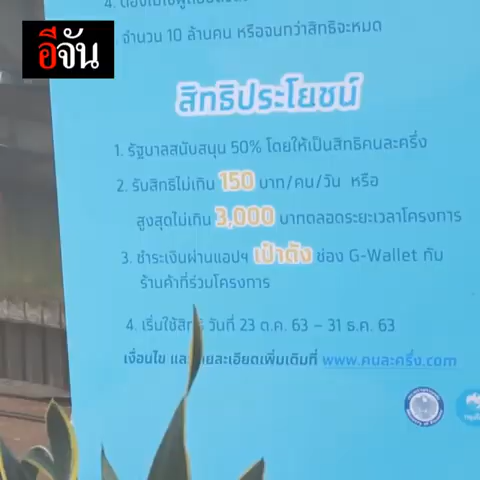 อีจัน
จำนวน 10 ล้านคน หรือจนกว่าสิทธิจะหมด
สิทธิประโยชน์
1. รัฐบาลสนับสนุน 50% โดยให้เป็นสิทธิคนละครึ่ง
2. รับสิทธิไม่เกิน 150 บาท/คน/วัน หรือ
สูงสุดไม่เกิน 3,000 บาทตลอดระยะเวลาโครงการ
3. ชำระเงินผ่านแอปฯ เป๋าตัง ช่อง G-Wallet กับ
ร้านค้าที่ร่วมโครงการ
4. เริ่มใช้สิทธิ วันที่ 23 ต.ค. 63 – 31 ธ.ค. 63
เงื่อนไข และรายละเอียดเพิ่มเติมที่ www.คนละครึ่ง.com